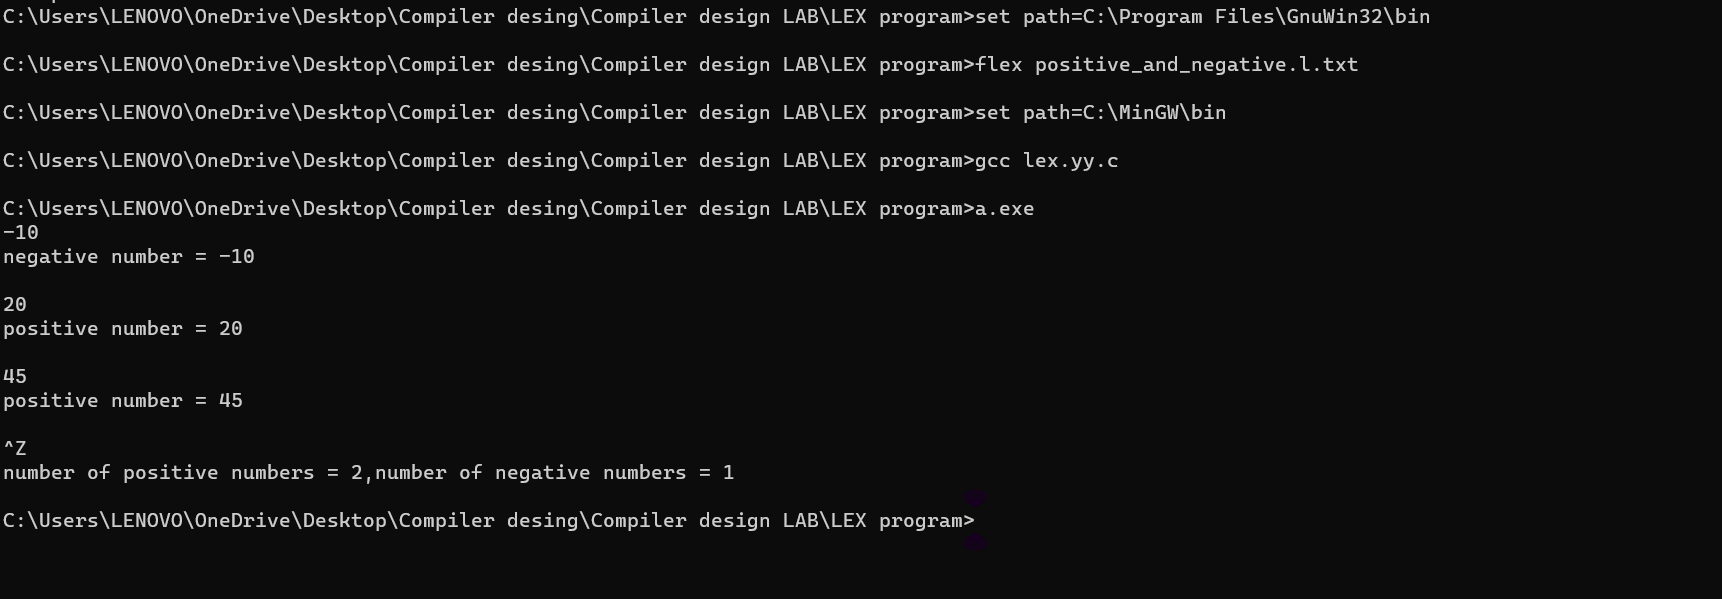 C:\Users\LENOVO\OneDrive\Desktop\Compiler desing\Compiler design LAB\LEX program>set path=C:\Program Files\GnuWin32\bin
C:\Users\LENOVO\OneDrive\Desktop\Compiler desing\Compiler design LAB\LEX program>flex positive_and_negative.l.txt
C:\Users\LENOVO\OneDrive\Desktop\Compiler desing\Compiler design LAB\LEX program>set path=C:\MinGW\bin
C:\Users\LENOVO\OneDrive\Desktop\Compiler desing\Compiler design LAB\LEX program>gcc lex.yy.c
C:\Users\LENOVO\OneDrive\Desktop\Compiler desing\Compiler design LAB\LEX program>a.exe
-10
negative number = -10
20
positive number = 20
45
positive number = 45
^Z
number of positive numbers = 2,number of negative numbers = 1
C:\Users\LENOVO\OneDrive\Desktop\Compiler desing\Compiler design LAB\LEX program>